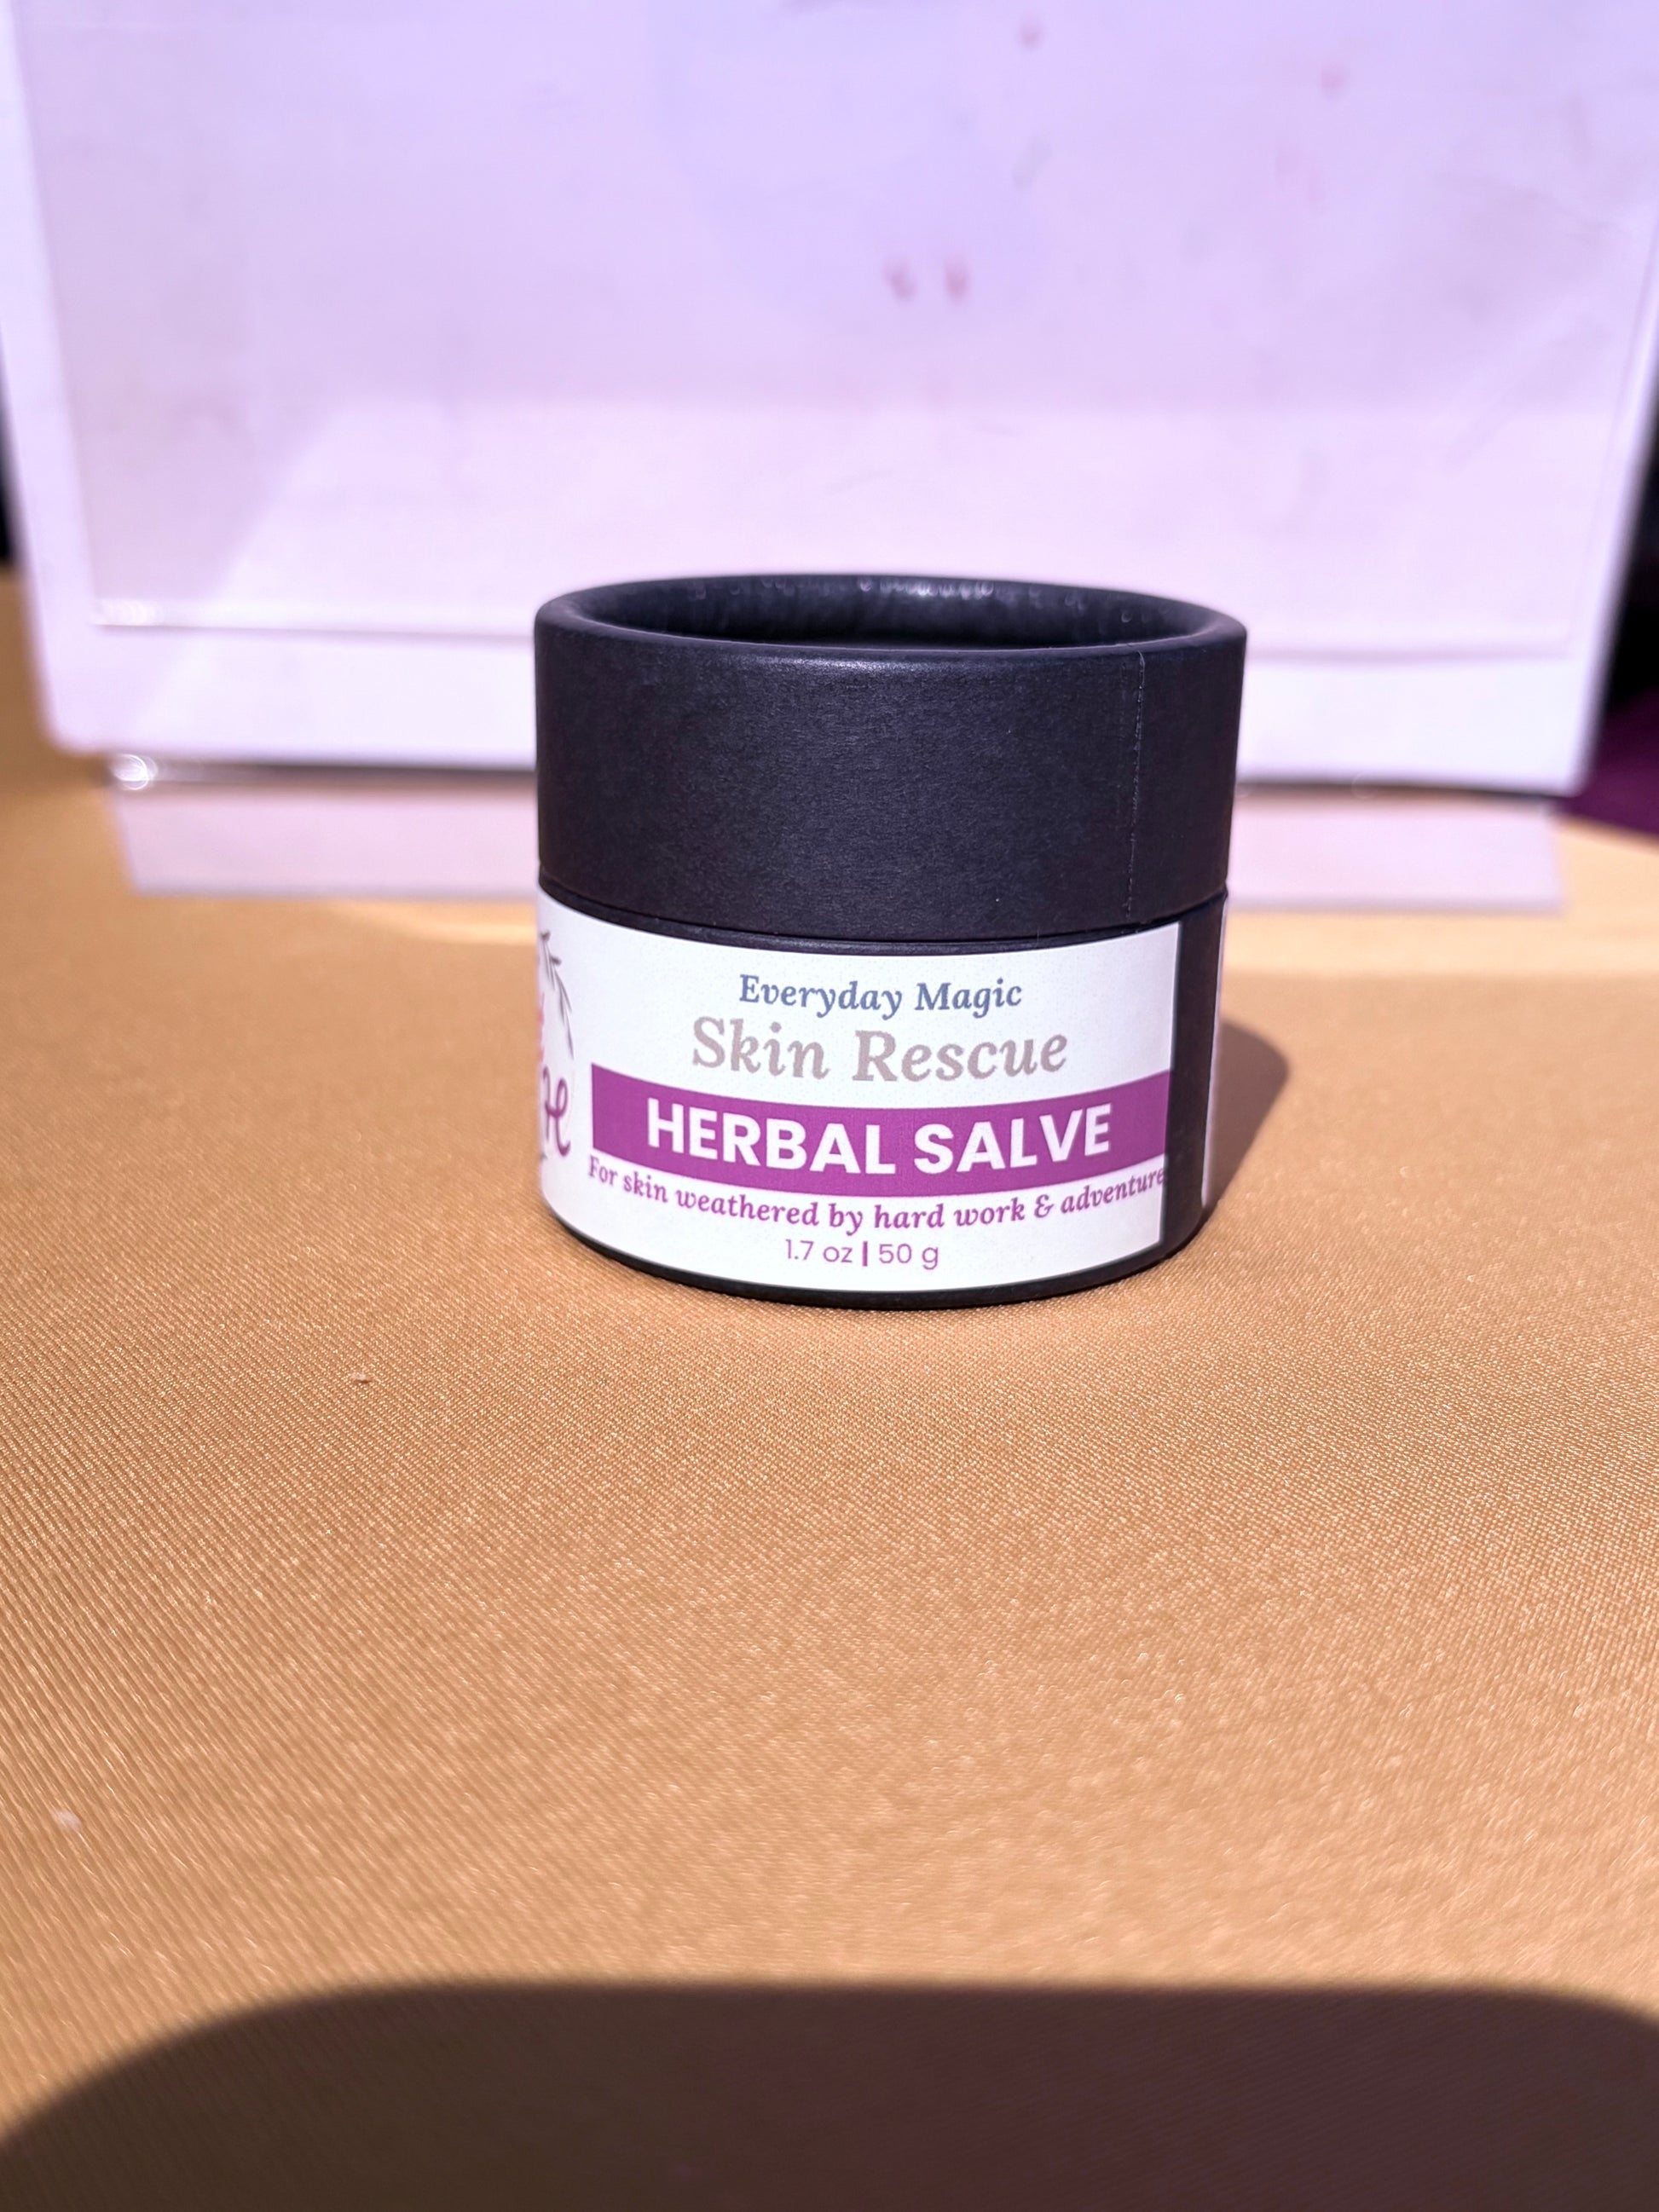 Everyday Magic
Skin Rescue
HERBAL SALVE
For skin weathered by hard work & adventure
1.7 oz | 50 g